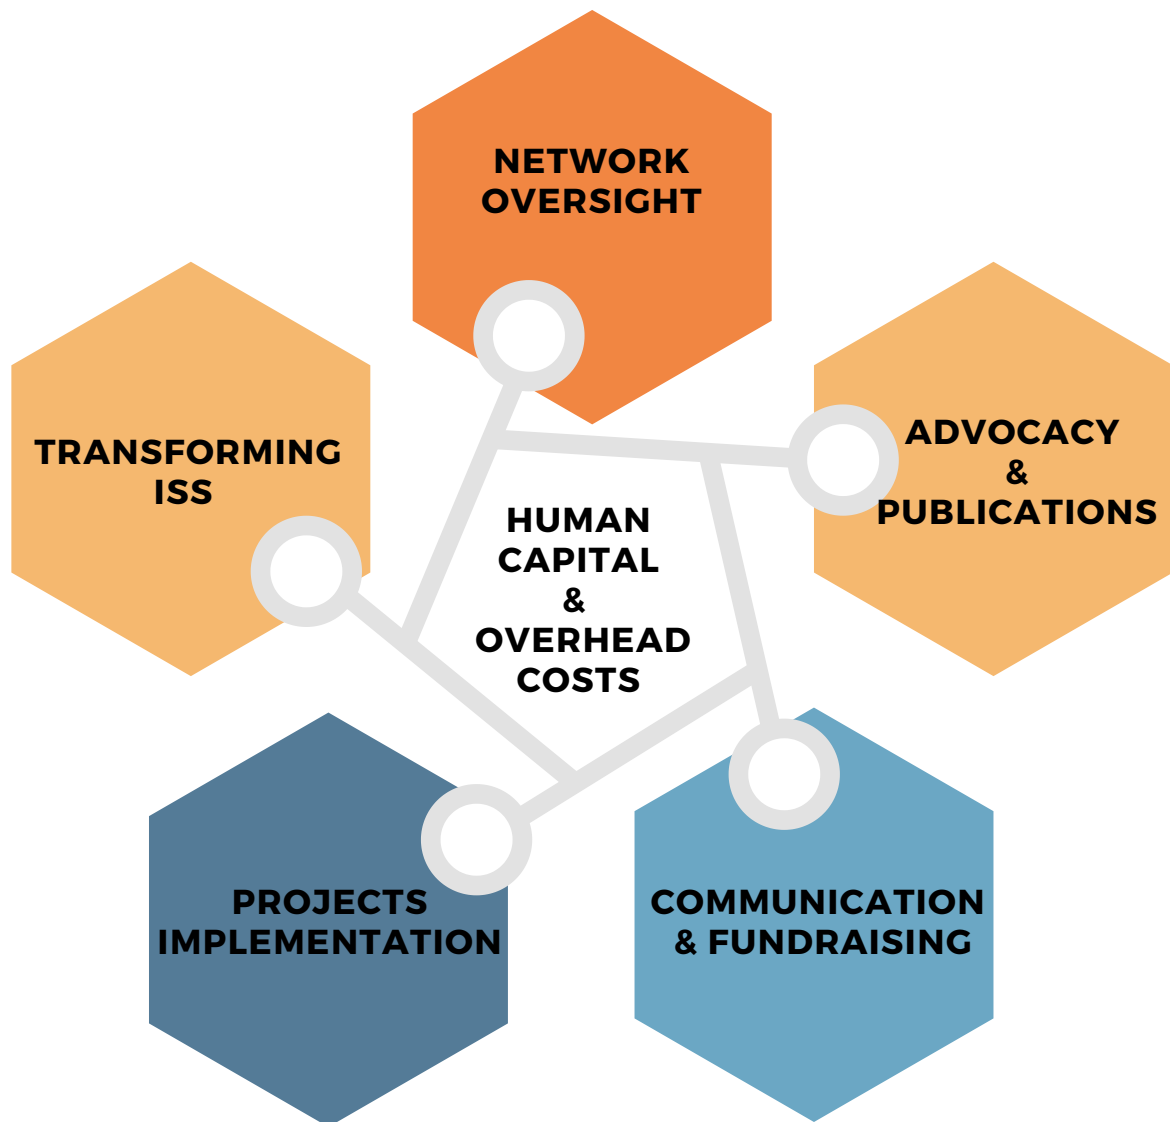 NETWORK
OVERSIGHT
ADVOCACY
&
PUBLICATIONS
TRANSFORMING
ISS
HUMAN
CAPITAL
&
OVERHEAD
COSTS
PROJECTS
IMPLEMENTATION
COMMUNICATION
& FUNDRAISING